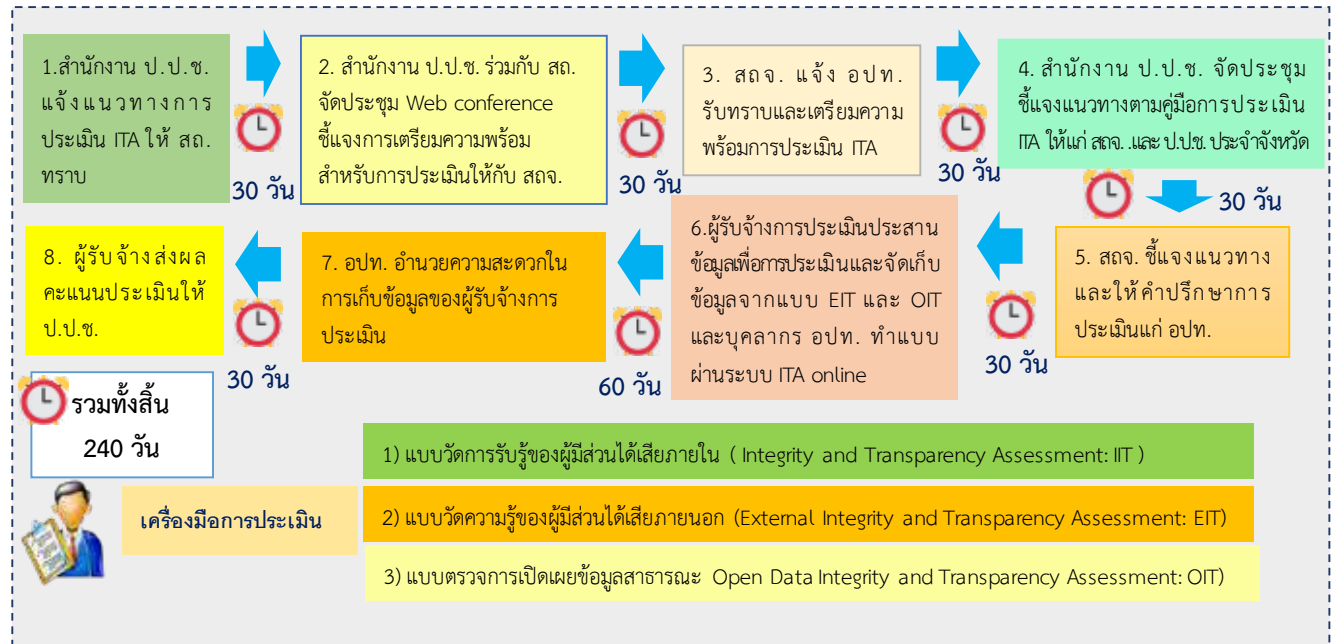 1.สำนักงาน ป.ป.ช.
แจ้งแนวทางการ
ประเมิน ITA ให้ สถ.
ทราบ
30 วัน
2. สำนักงาน ป.ป.ช. ร่วมกับ สถ.
จัดประชุม Web conference
ชี้แจงการเตรียมความพร้อม
สำหรับการประเมินให้กับ สถจ.
30 วัน
3. สถจ. แจ้ง อปท.
รับทราบและเตรียมความ
พร้อมการประเมิน ITA
30 วัน
4. สำนักงาน ป.ป.ช. จัดประชุม
ชี้แจงแนวทางตามคู่มือการประเมิน
ITA ให้แก่ สถจ. .และ ป.ป.ช. ประจำจังหวัด
30 วัน
5. สถจ. ชี้แจงแนวทาง
และให้คำปรึกษาการ
ประเมินแก่ อปท.
30 วัน
6.ผู้รับจ้างการประเมินประสาน
ข้อมูลเพื่อการประเมินและจัดเก็บ
ข้อมูลจากแบบ EIT และ OIT
และบุคลากร อปท. ทำแบบ
ผ่านระบบ ITA online
60 วัน
7. อปท. อำนวยความสะดวกใน
การเก็บข้อมูลของผู้รับจ้างการ
ประเมิน
30 วัน
8. ผู้รับจ้างส่งผล
คะแนนประเมินให้
ป.ป.ช.
รวมทั้งสิ้น
240 วัน
เครื่องมือการประเมิน
1) แบบวัดการรับรู้ของผู้มีส่วนได้เสียภายใน ( Integrity and Transparency Assessment: IIT )
2) แบบวัดความรู้ของผู้มีส่วนได้เสียภายนอก (External Integrity and Transparency Assessment: EIT)
3) แบบตรวจการเปิดเผยข้อมูลสาธารณะ Open Data Integrity and Transparency Assessment: OIT)